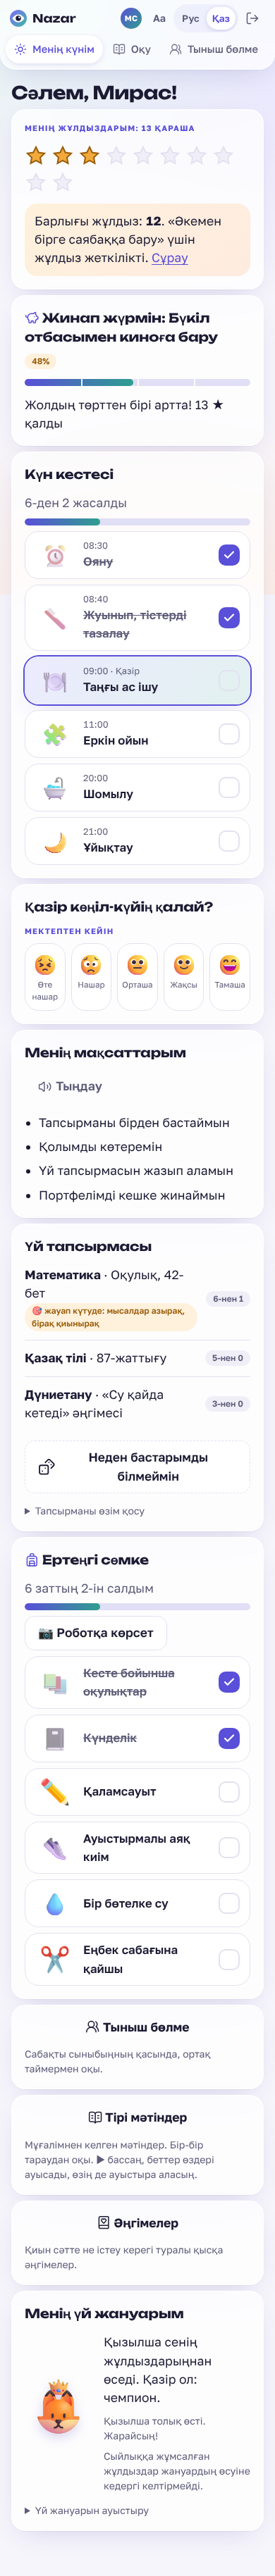 Nazar
МС
Аа
Рус
Қаз
Менің күнім
Оқу
Тыныш бөлме
Сәлем, Мирас!
МЕНІҢ ЖҰЛДЫЗДАРЫМ: 13 ҚАРАША
Барлығы жұлдыз: 12. «Әкемен
бірге саябаққа бару» үшін
жұлдыз жеткілікті. Сұрау
Жинап жүрмін: Бүкіл
отбасымен киноға бару
48%
Жолдың төрттен бірі артта! 13 ★
қалды
Күн кестесі
6-ден 2 жасалды
08:30
Ояну
08:40
Жуынып, тістерді
тазалау
09:00 · Қазір
Таңғы ас ішу
11:00
Еркін ойын
20:00
Шомылу
21:00
Ұйықтау
Қазір көңіл-күйің қалай?
МЕКТЕПТЕН КЕЙІН
Өте
нашар
Нашар
Орташа
Жақсы
Тамаша
Менің мақсаттарым
Тыңдау
• Тапсырманы бірден бастаймын
• Қолымды көтеремін
• Үй тапсырмасын жазып аламын
• Портфелімді кешке жинаймын
Үй тапсырмасы
Математика · Оқулық, 42-
бет
6-нен 1
🎯 жауап күтуде: мысалдар азырақ,
бірақ қиынырақ
Қазақ тілі · 87-жаттығу
5-нен 0
Дүниетану · «Су қайда
кетеді» әңгімесі
3-нен 0
Неден бастарымды
білмеймін
▶ Тапсырманы өзім қосу
Ертеңгі сөмке
6 заттың 2-ін салдым
📷 Роботқа көрсет
Кесте бойынша
оқулықтар
Күнделік
Қаламсауыт
Ауыстырмалы аяқ
киім
Бір бөтелке су
Еңбек сабағына
қайшы
Тыныш бөлме
Сабақты сыныбыңның қасында, ортақ
таймермен оқы.
Тірі мәтіндер
Мұғалімнен келген мәтіндер. Бір-бір
тараудан оқы. ▶ бассаң, беттер өздері
ауысады, өзің де ауыстыра аласың.
Әңгімелер
Қиын сәтте не істеу керегі туралы қысқа
әңгімелер.
Менің үй жануарым
Қызылша сенің
жұлдыздарыңнан
өседі. Қазір ол:
чемпион.
Қызылша толық өсті.
Жарайсың!
Сыйлыққа жұмсалған
жұлдыздар жануардың өсуіне
кедергі келтірмейді.
▶ Үй жануарын ауыстыру